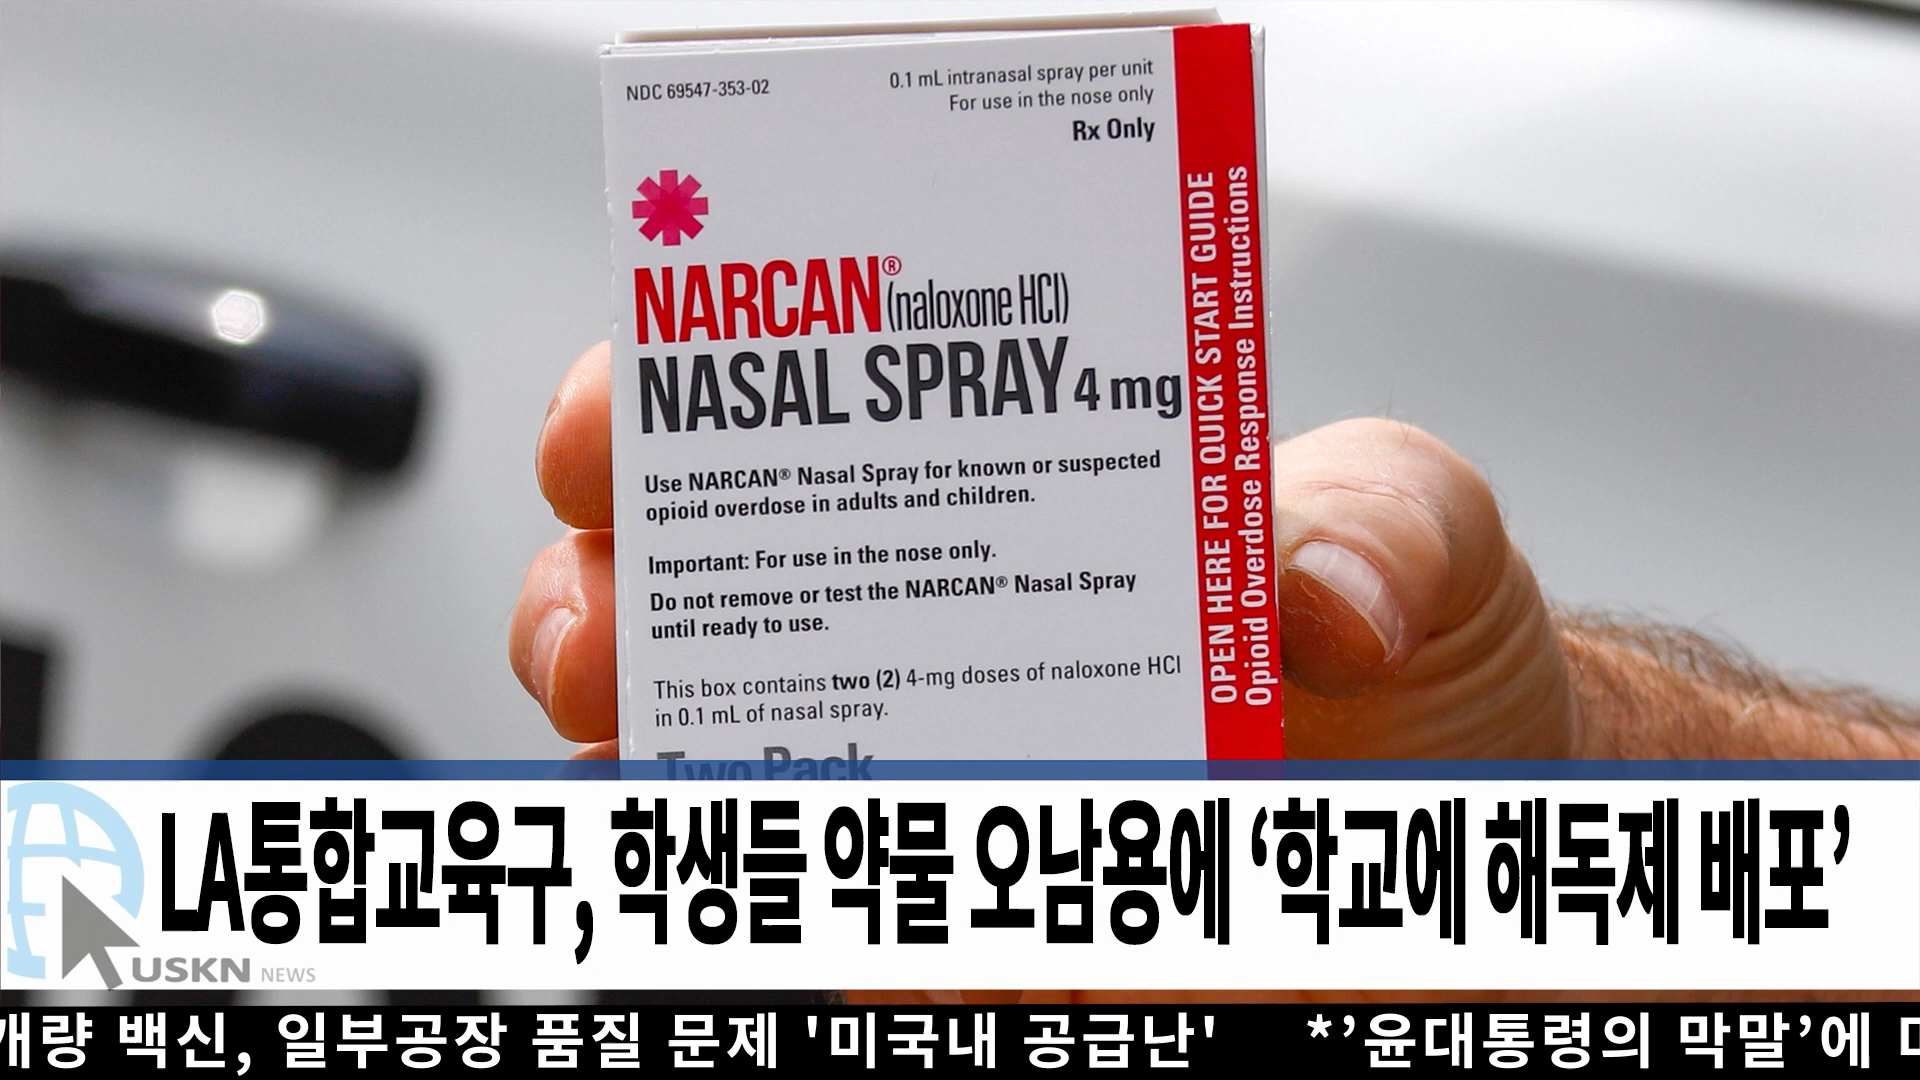 NDC 69547-353-02
0.1 mL intranasal spray per unit
For use in the nose only
Rx Only
NARCAN® (naloxone HCl)
NASAL SPRAY 4 mg
Use NARCAN® Nasal Spray for known or suspected
opioid overdose in adults and children.
Important: For use in the nose only.
Do not remove or test the NARCAN® Nasal Spray
until ready to use.
This box contains two (2) 4-mg doses of naloxone HCl
in 0.1 mL of nasal spray.
Two Pack
OPEN HERE FOR QUICK START GUIDE
Opioid Overdose Response Instructions
LA통합교육구, 학생들 약물 오남용에 ‘학교에 해독제 배포’
USKN NEWS
개량 백신, 일부공장 품질 문제 '미국내 공급난' *’윤대통령의 막말’에